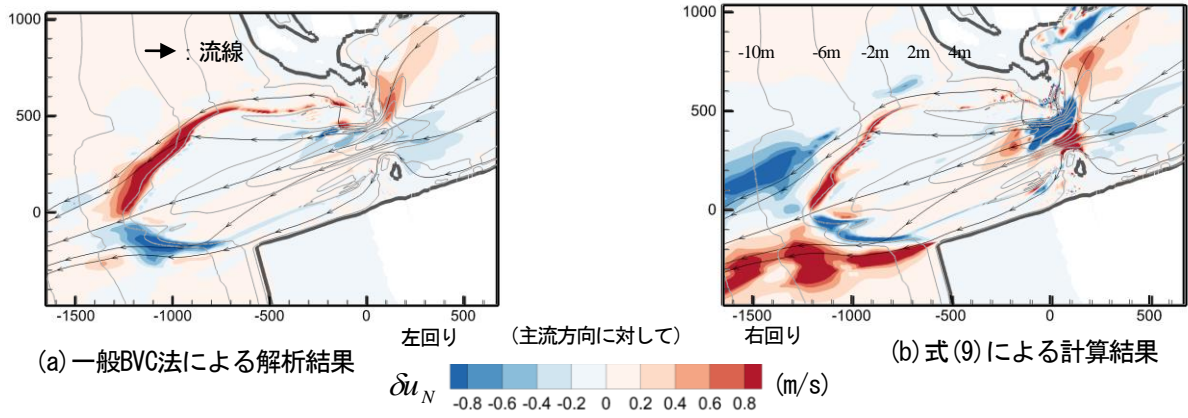 → : 流線
1000
500
0
-1500 -1000 -500 0 500
-10m -6m -2m 2m 4m
1000
500
0
-1500 -1000 -500 0 500
左回り (主流方向に対して) 右回り
(a) 一般BVC法による解析結果
(b) 式(9)による計算結果
δu_N (m/s)
-0.8 -0.6 -0.4 -0.2 0 0.2 0.4 0.6 0.8